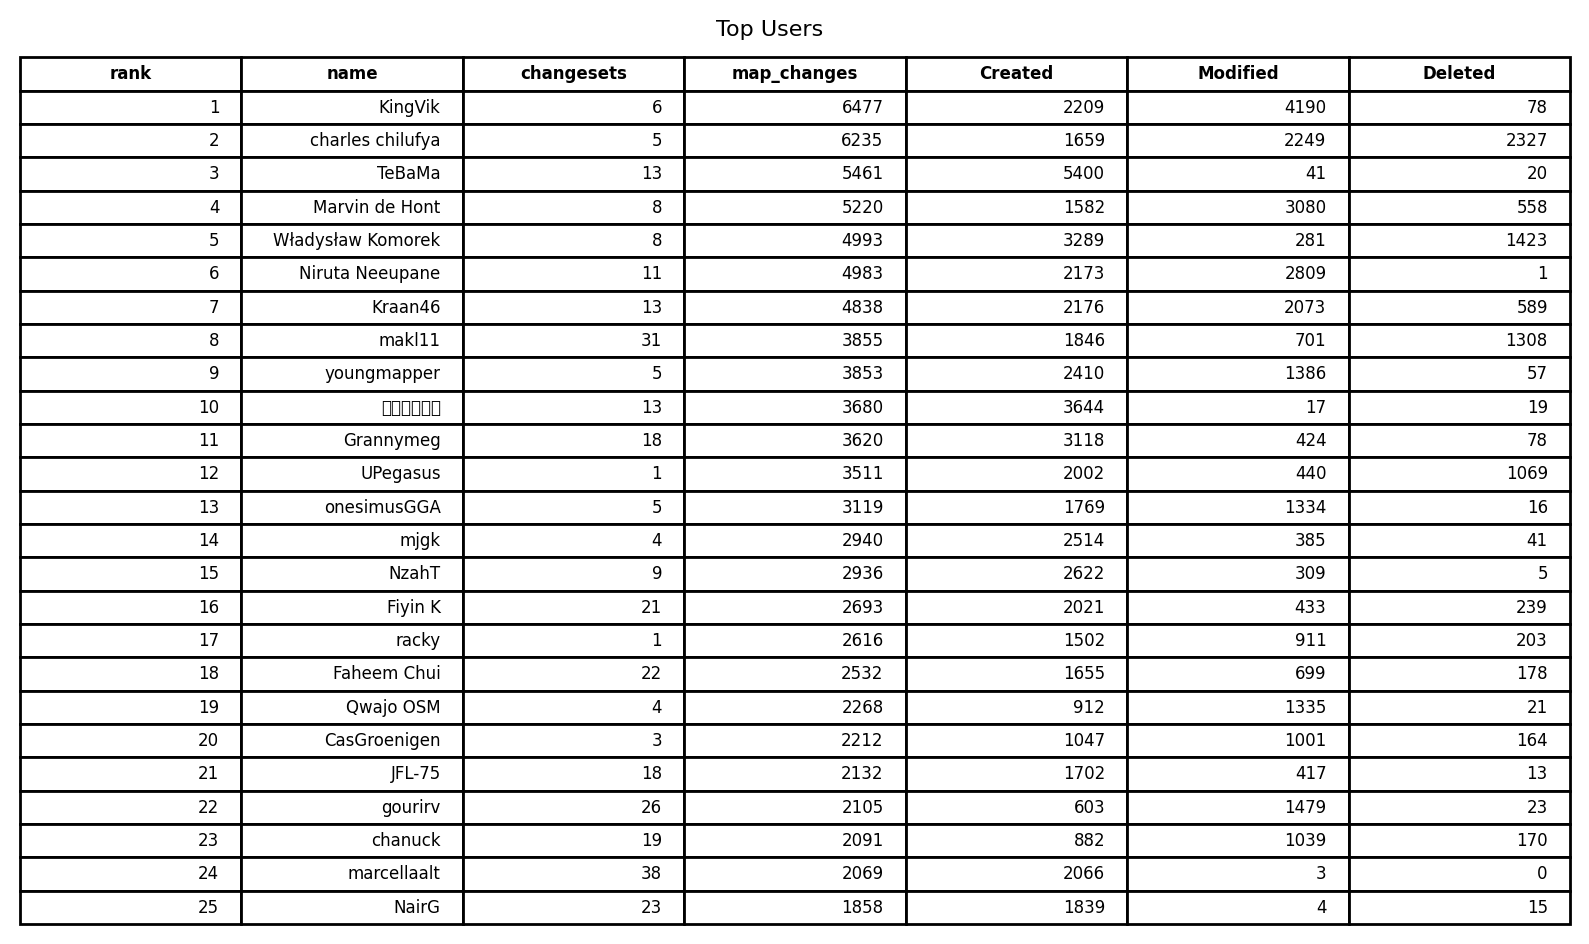 Top Users
rank name changesets map_changes Created Modified Deleted
1 KingVik 6 6477 2209 4190 78
2 charles chilufya 5 6235 1659 2249 2327
3 TeBaMa 13 5461 5400 41 20
4 Marvin de Hont 8 5220 1582 3080 558
5 Władysław Komorek 8 4993 3289 281 1423
6 Niruta Neeupane 11 4983 2173 2809 1
7 Kraan46 13 4838 2176 2073 589
8 makl11 31 3855 1846 701 1308
9 youngmapper 5 3853 2410 1386 57
10 13 3680 3644 17 19
11 Grannymeg 18 3620 3118 424 78
12 UPegasus 1 3511 2002 440 1069
13 onesimusGGA 5 3119 1769 1334 16
14 mjgk 4 2940 2514 385 41
15 NzahT 9 2936 2622 309 5
16 Fiyin K 21 2693 2021 433 239
17 racky 1 2616 1502 911 203
18 Faheem Chui 22 2532 1655 699 178
19 Qwajo OSM 4 2268 912 1335 21
20 CasGroenigen 3 2212 1047 1001 164
21 JFL-75 18 2132 1702 417 13
22 gourirv 26 2105 603 1479 23
23 chanuck 19 2091 882 1039 170
24 marcellaalt 38 2069 2066 3 0
25 NairG 23 1858 1839 4 15